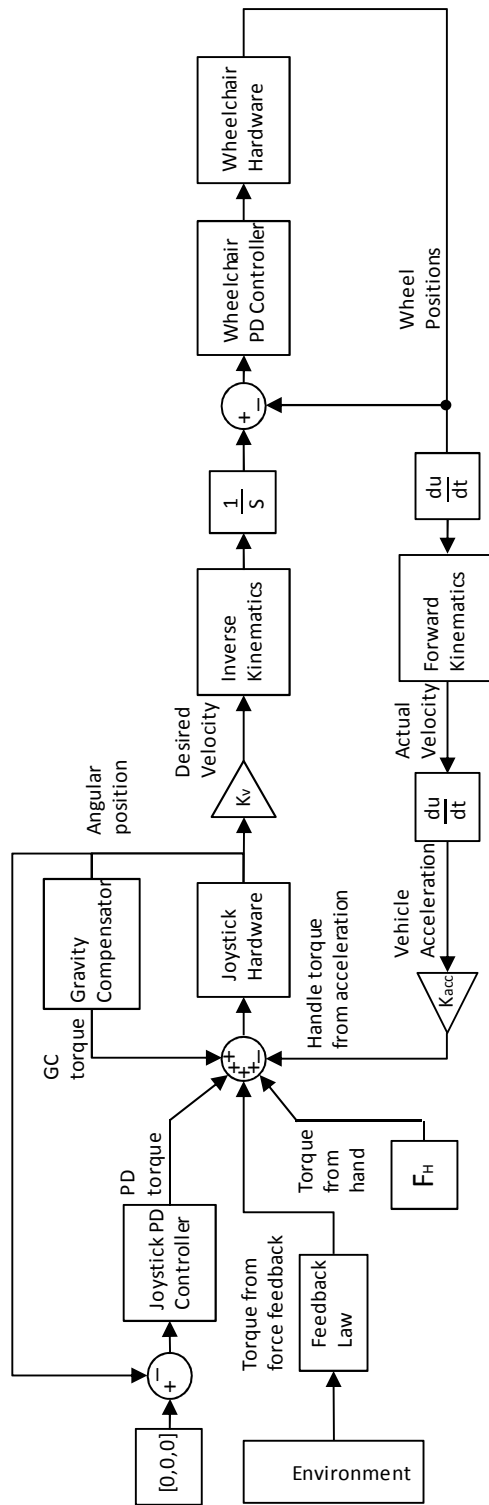 [0,0,0]
+
−
Joystick PD
Controller
PD
torque
GC
torque
Gravity
Compensator
Angular
position
Environment
Feedback
Law
Torque from
force feedback
FH
Torque
from
hand
+
+
+
+
−
Joystick
Hardware
Handle torque
from acceleration
Kv
Desired
Velocity
Inverse
Kinematics
1
S
+
−
Wheelchair
PD Controller
Wheelchair
Hardware
Wheel
Positions
du
dt
Forward
Kinematics
Actual
Velocity
du
dt
Vehicle
Acceleration
Kacc